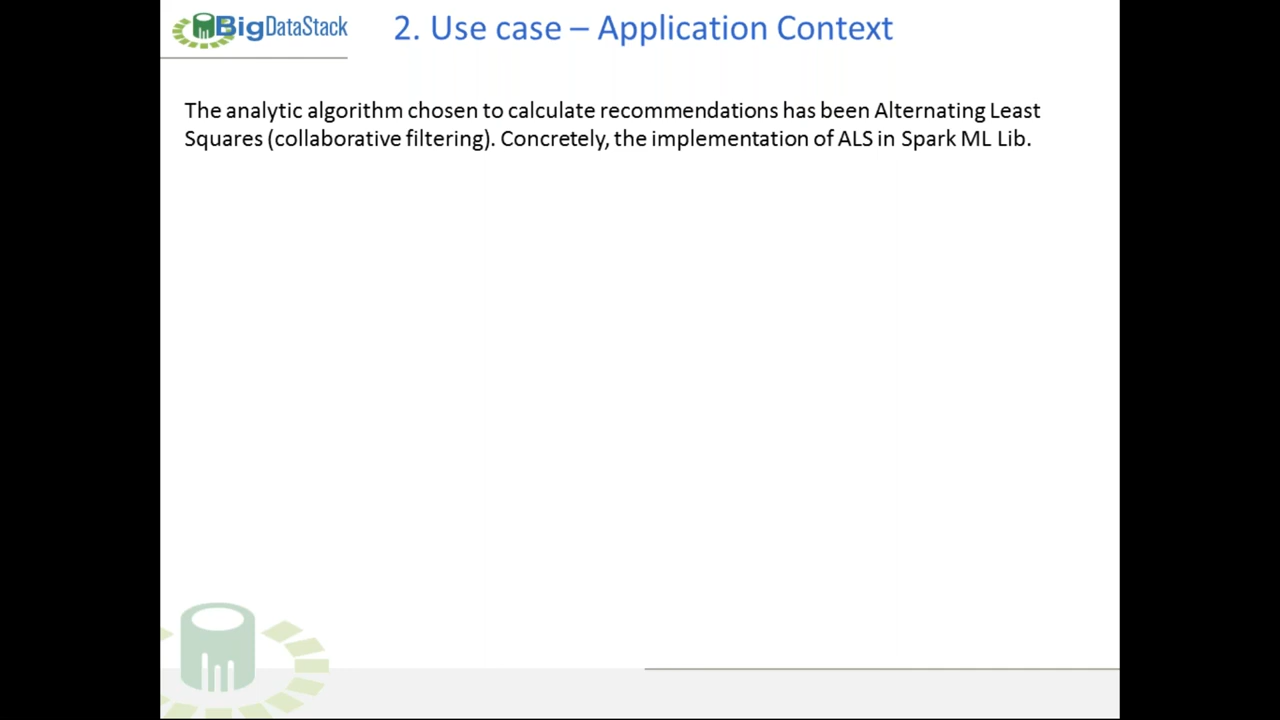 BigDataStack
2. Use case – Application Context
The analytic algorithm chosen to calculate recommendations has been Alternating Least
Squares (collaborative filtering). Concretely, the implementation of ALS in Spark ML Lib.